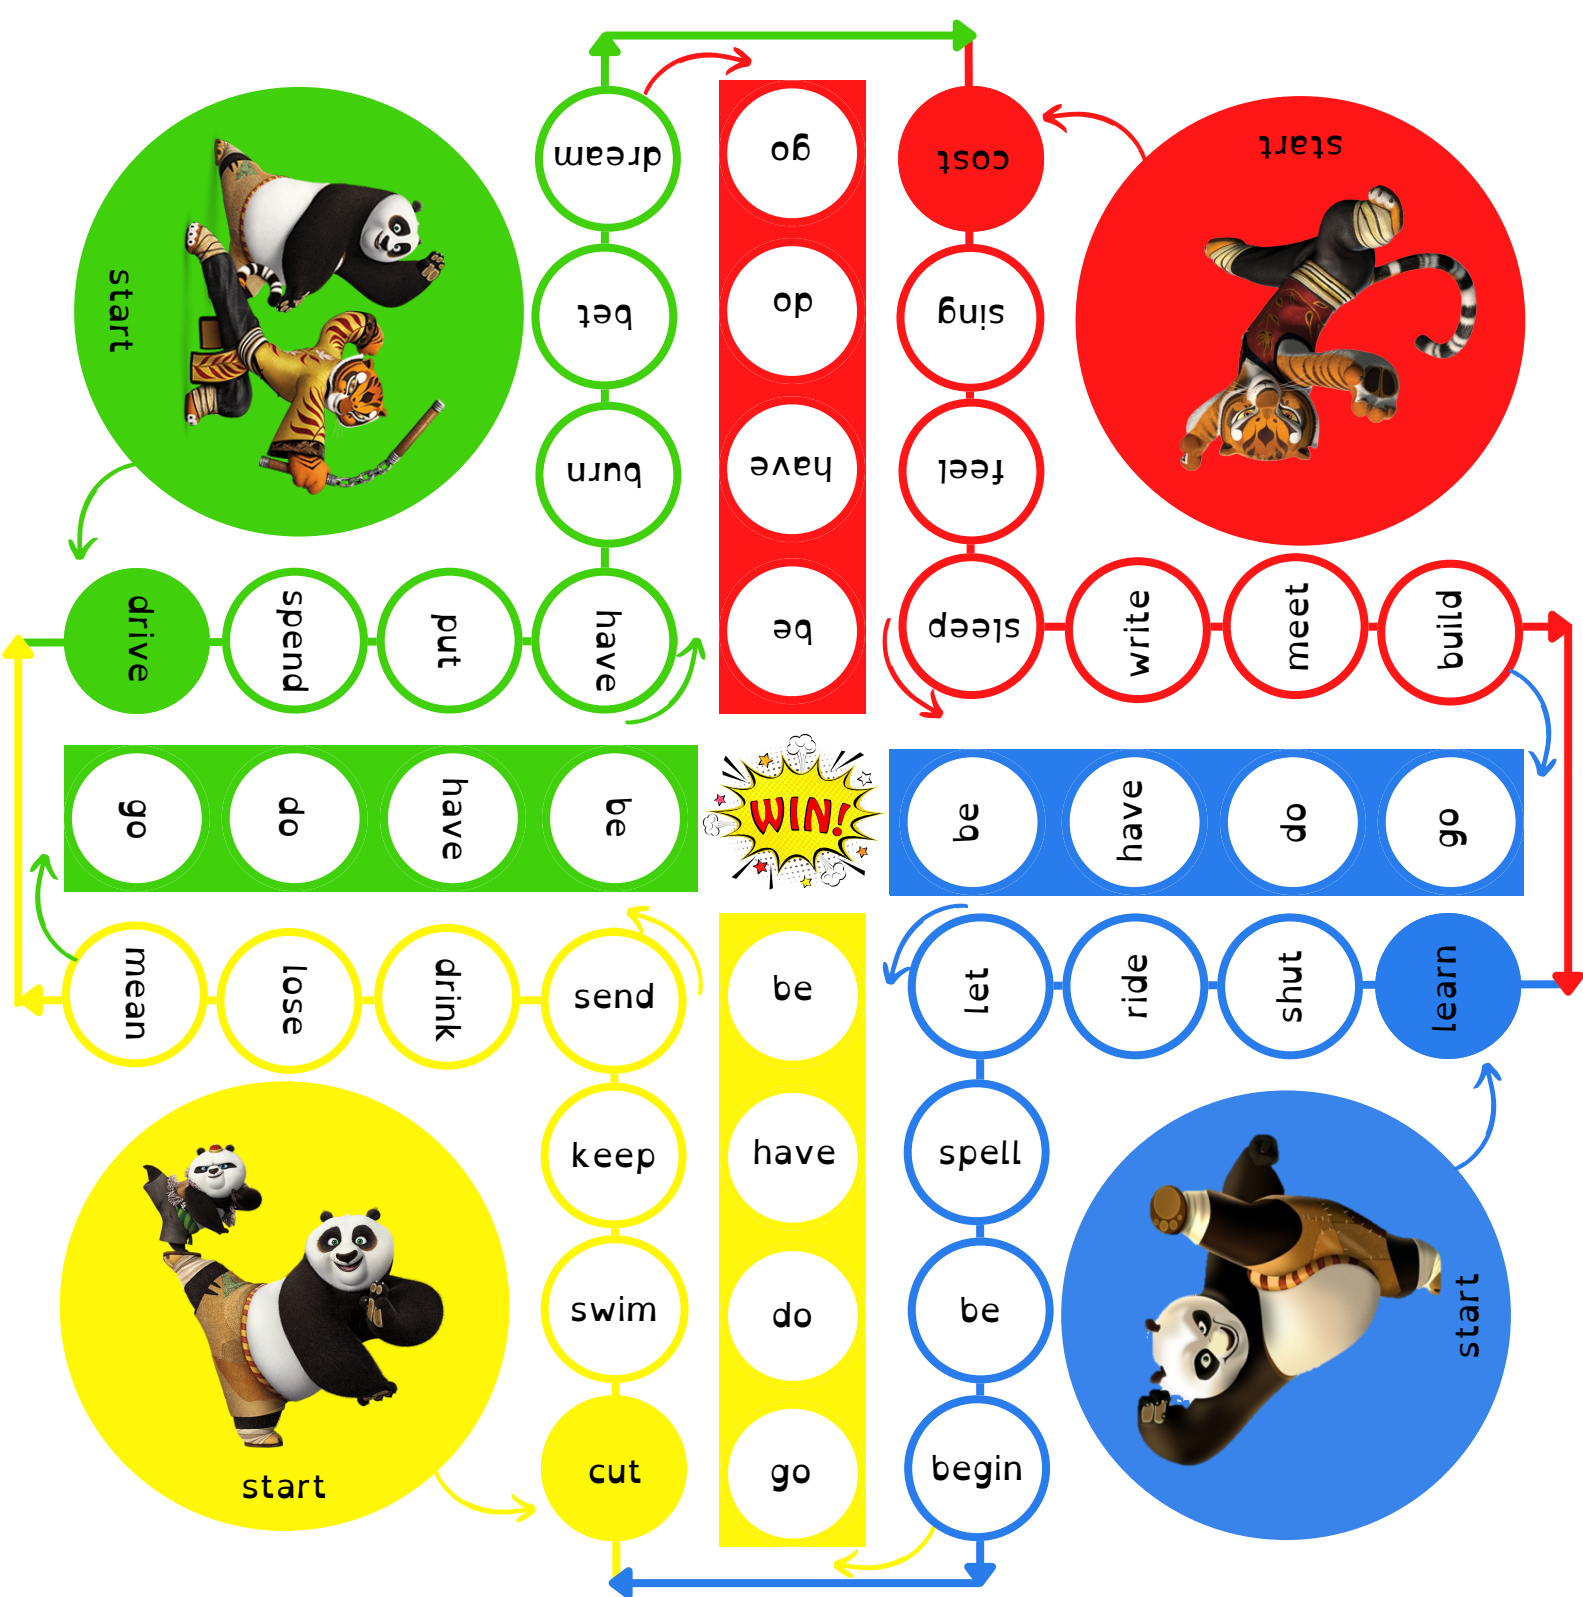 start
drive
spend
put
have
burn
bet
dream
go
do
have
be
start
cost
sing
feel
sleep
write
meet
build
go
do
have
be
WIN!
be
have
do
go
mean
lose
drink
send
keep
swim
cut
start
be
have
do
go
let
ride
shut
learn
spell
be
begin
start